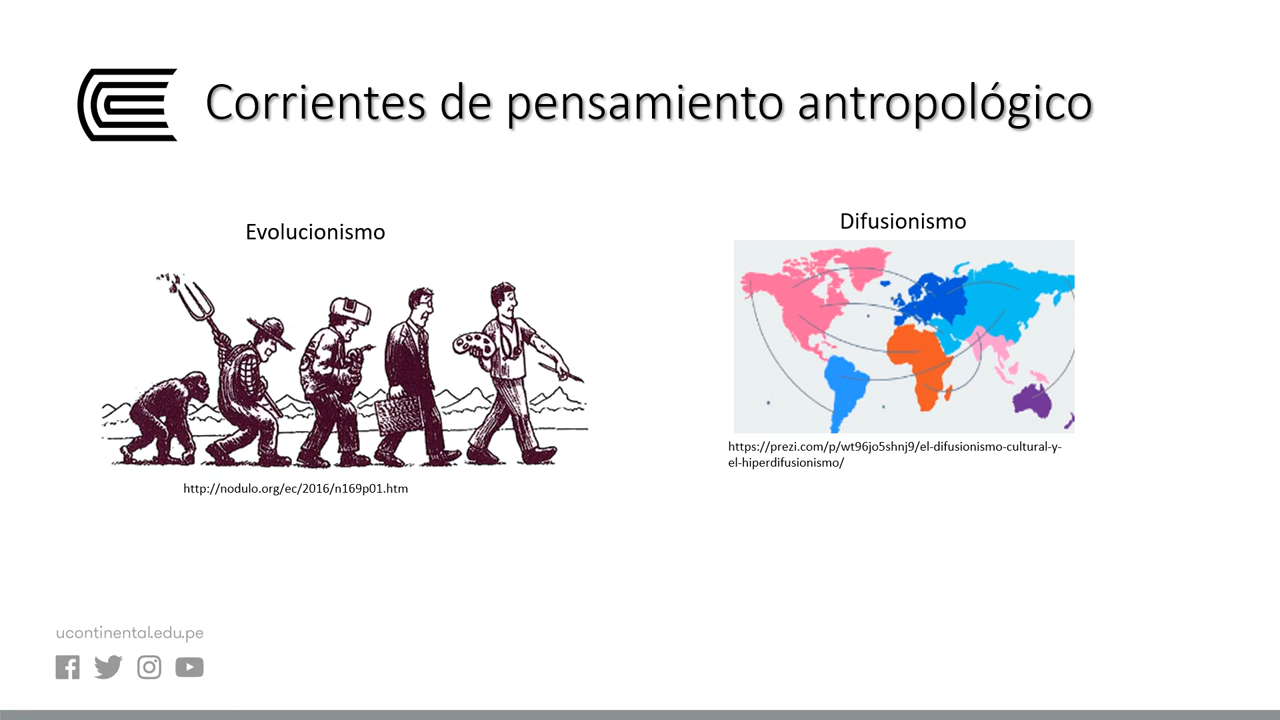 Corrientes de pensamiento antropológico
Evolucionismo
Difusionismo
https://prezi.com/p/wt96jo5shnj9/el-difusionismo-cultural-y-
el-hiperdifusionismo/
http://nodulo.org/ec/2016/n169p01.htm
ucontinental.edu.pe